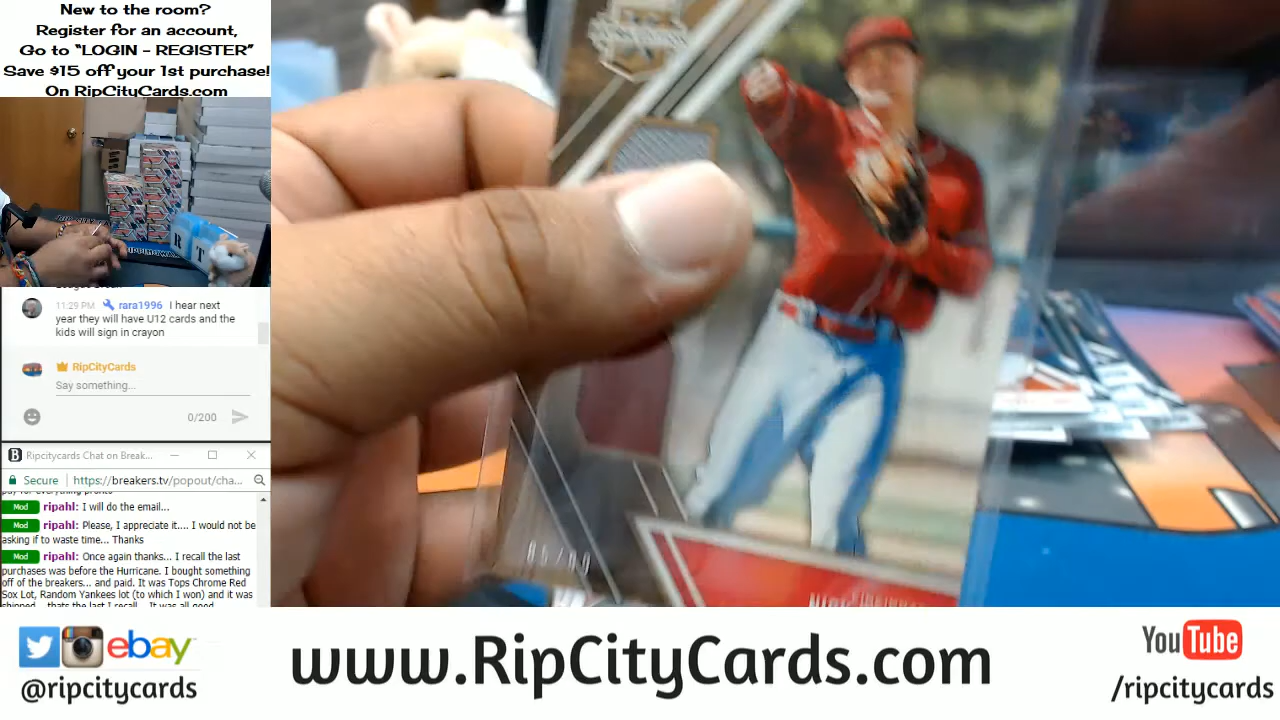 New to the room?
Register for an account,
Go to “LOGIN - REGISTER”
Save $15 off your 1st purchase!
On RipCityCards.com
11:29 PM rara1996 I hear next
year they will have U12 cards and the
kids will sign in crayon
RipCityCards
Say something...
0/200
Ripcitycards Chat on Break...
Secure https://breakers.tv/popout/cha...
Mod ripahl: I will do the email...
Mod ripahl: Please, I appreciate it.... I would not be
asking if to waste time... Thanks
Mod ripahl: Once again thanks... I recall the last
purchases was before the Hurricane. I bought something
off of the breakers... and paid. It was Tops Chrome Red
Sox Lot, Random Yankees lot (to which I won) and it was
R T
ebay
@ripcitycards
www.RipCityCards.com
YouTube
/ripcitycards